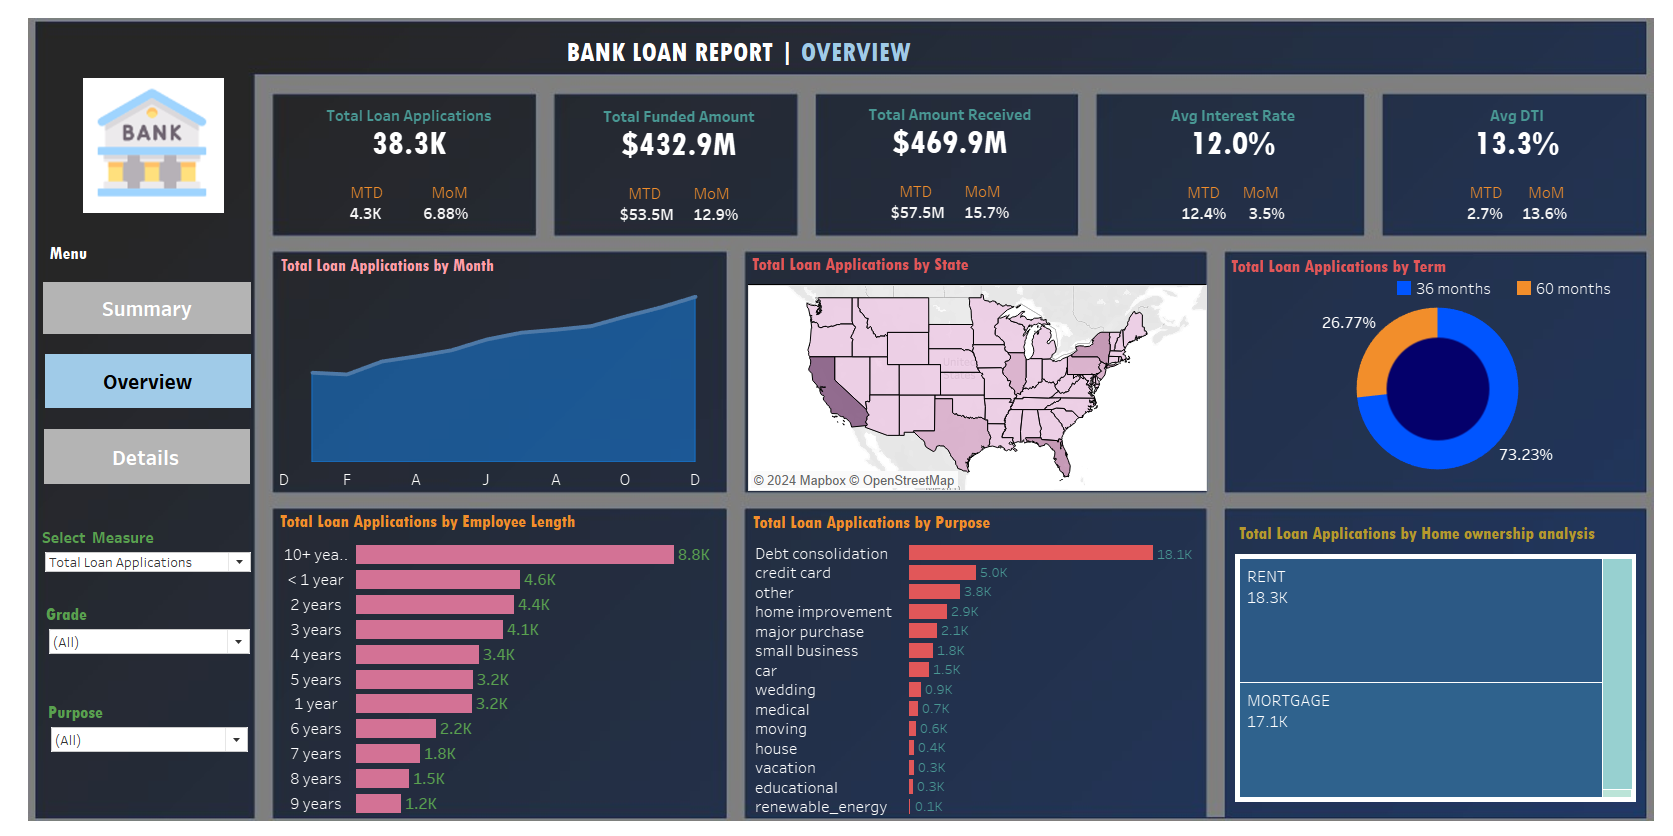 BANK LOAN REPORT | OVERVIEW
BANK
Menu
Summary
Overview
Details
Select Measure
Total Loan Applications
Grade
(All)
Purpose
(All)
Total Loan Applications
38.3K
MTD MoM
4.3K 6.88%
Total Funded Amount
$432.9M
MTD MoM
$53.5M 12.9%
Total Amount Received
$469.9M
MTD MoM
$57.5M 15.7%
Avg Interest Rate
12.0%
MTD MoM
12.4% 3.5%
Avg DTI
13.3%
MTD MoM
2.7% 13.6%
Total Loan Applications by Month
D F A J A O D
Total Loan Applications by State
United
States
© 2024 Mapbox © OpenStreetMap
Total Loan Applications by Term
36 months 60 months
26.77%
73.23%
Total Loan Applications by Employee Length
10+ yea.. 8.8K
< 1 year 4.6K
2 years 4.4K
3 years 4.1K
4 years 3.4K
5 years 3.2K
1 year 3.2K
6 years 2.2K
7 years 1.8K
8 years 1.5K
9 years 1.2K
Total Loan Applications by Purpose
Debt consolidation 18.1K
credit card 5.0K
other 3.8K
home improvement 2.9K
major purchase 2.1K
small business 1.8K
car 1.5K
wedding 0.9K
medical 0.7K
moving 0.6K
house 0.4K
vacation 0.3K
educational 0.3K
renewable_energy 0.1K
Total Loan Applications by Home ownership analysis
RENT
18.3K
MORTGAGE
17.1K